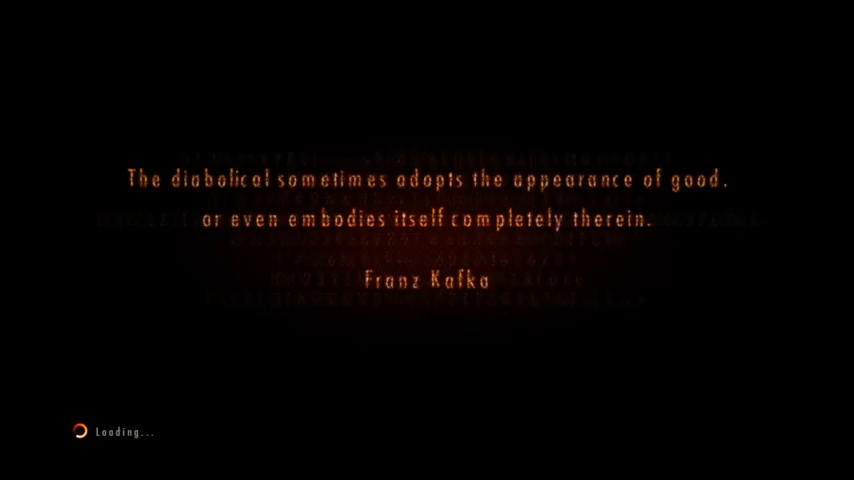 The diabolical sometimes adopts the appearance of good,
or even embodies itself completely therein.
Franz Kafka
Loading...